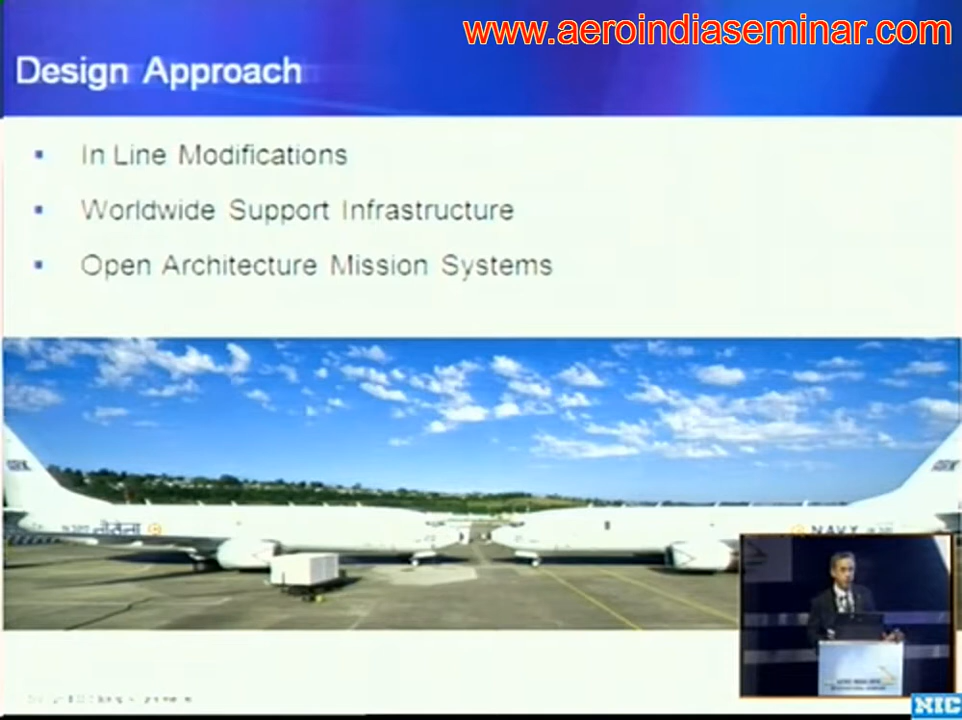 www.aeroindiaseminar.com
Design Approach
In Line Modifications
Worldwide Support Infrastructure
Open Architecture Mission Systems
नौसेना
NAVY
NIC